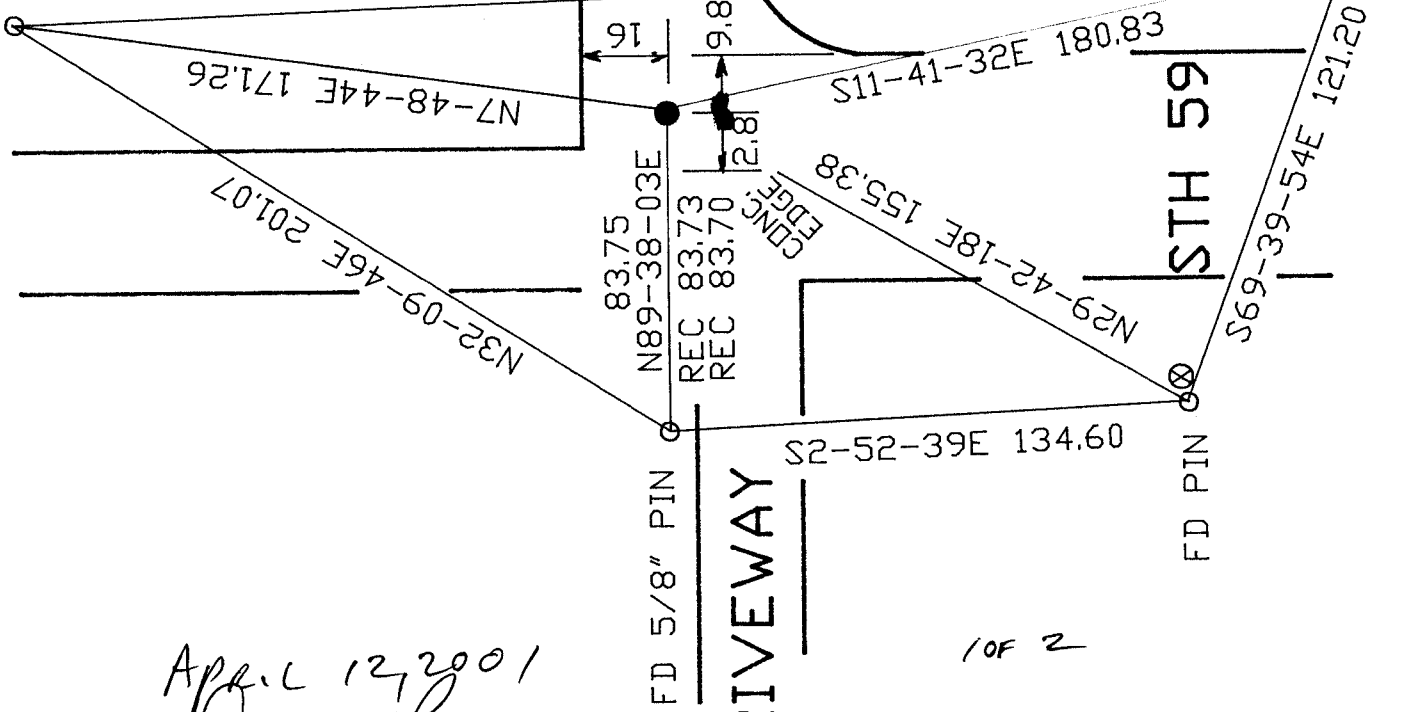 16
9.8
2.8
N7-48-44E 171.26
S11-41-32E 180.83
STH 59
S69-39-54E 121.20
N32-09-46E 201.07
83.75
N89-38-03E
REC 83.73
REC 83.70
CONC.
EDGE
N29-42-18E 155.38
S2-52-39E 134.60
FD 5/8" PIN
IVEWAY
FD PIN
APRIL 12, 2001
1 OF 2